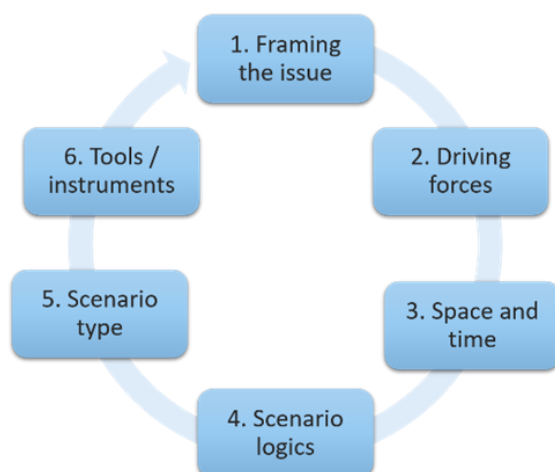 1. Framing
the issue
2. Driving
forces
3. Space and
time
4. Scenario
logics
5. Scenario
type
6. Tools /
instruments